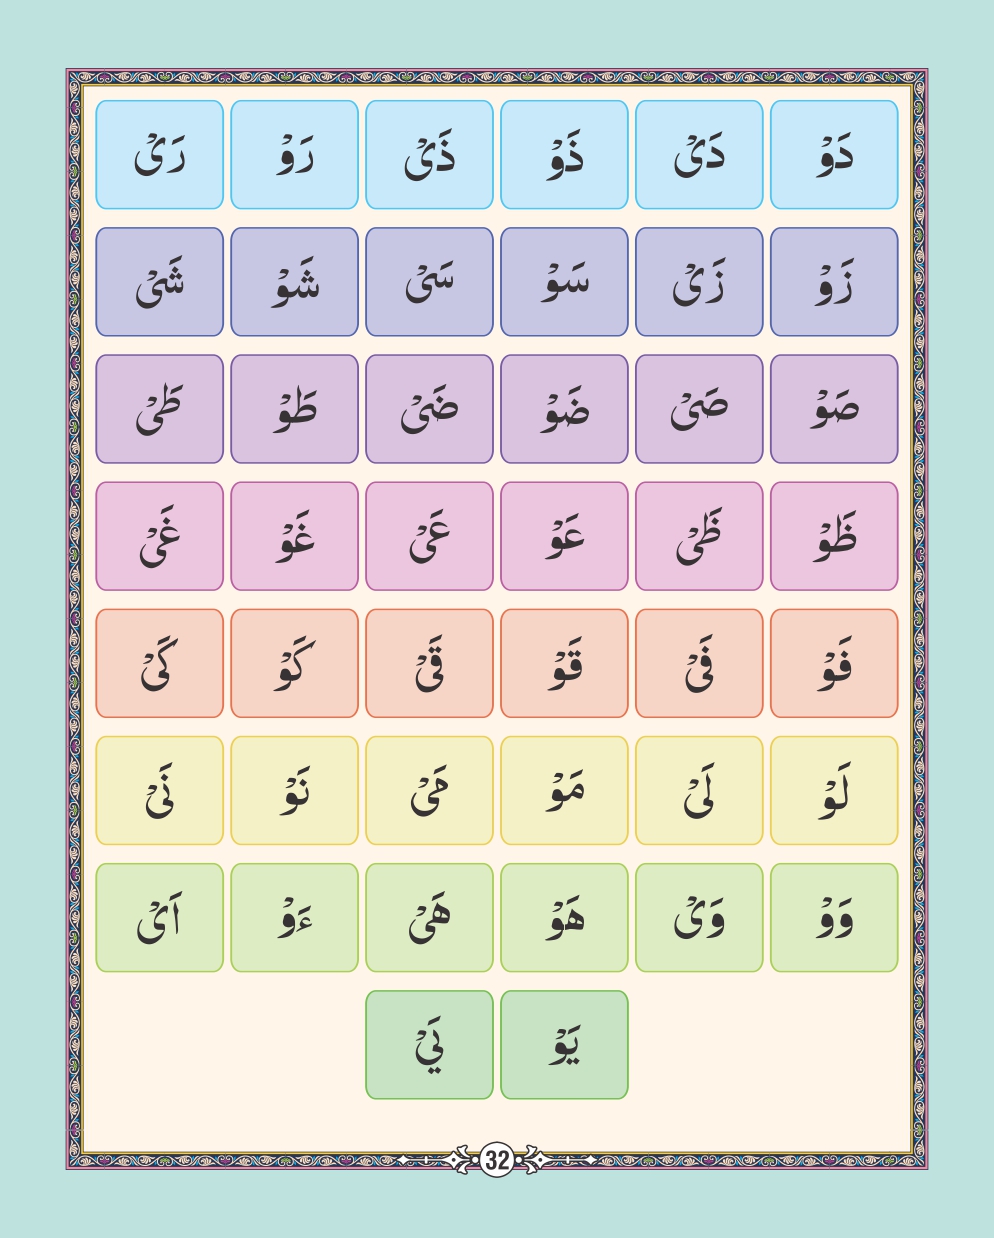 دَوْ دَیْ ذَوْ ذَیْ رَوْ رَیْ
زَوْ زَیْ سَوْ سَیْ شَوْ شَیْ
صَوْ صَیْ ضَوْ ضَیْ طَوْ طَیْ
ظَوْ ظَیْ عَوْ عَیْ غَوْ غَیْ
فَوْ فَیْ قَوْ قَیْ كَوْ كَیْ
لَوْ لَیْ مَوْ مَیْ نَوْ نَیْ
وَوْ وَیْ هَوْ هَیْ ءَوْ اَیْ
يَوْ يَيْ
32